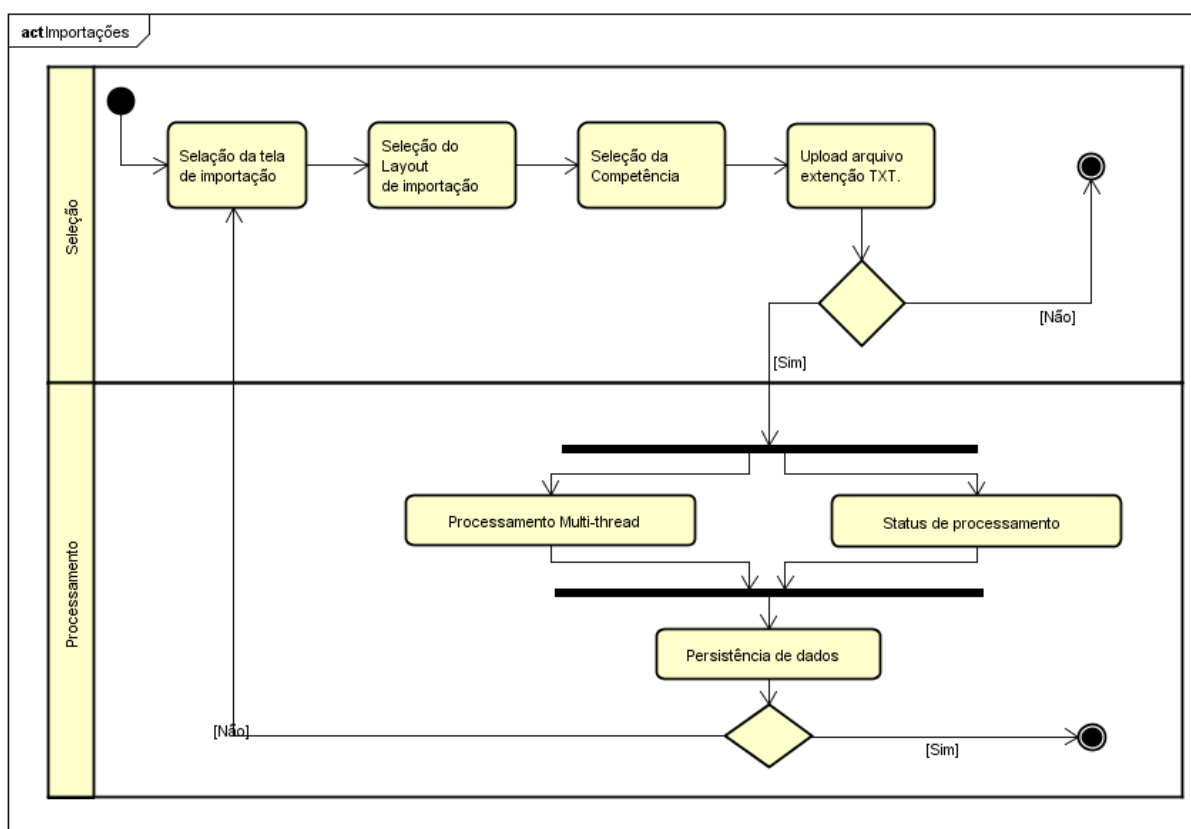 act Importações
Seleção
Selação da tela
de importação
Seleção do
Layout
de importação
Seleção da
Competência
Upload arquivo
extenção TXT.
[Não]
[Sim]
Processamento
Processamento Multi-thread
Status de processamento
Persistência de dados
[Não]
[Sim]